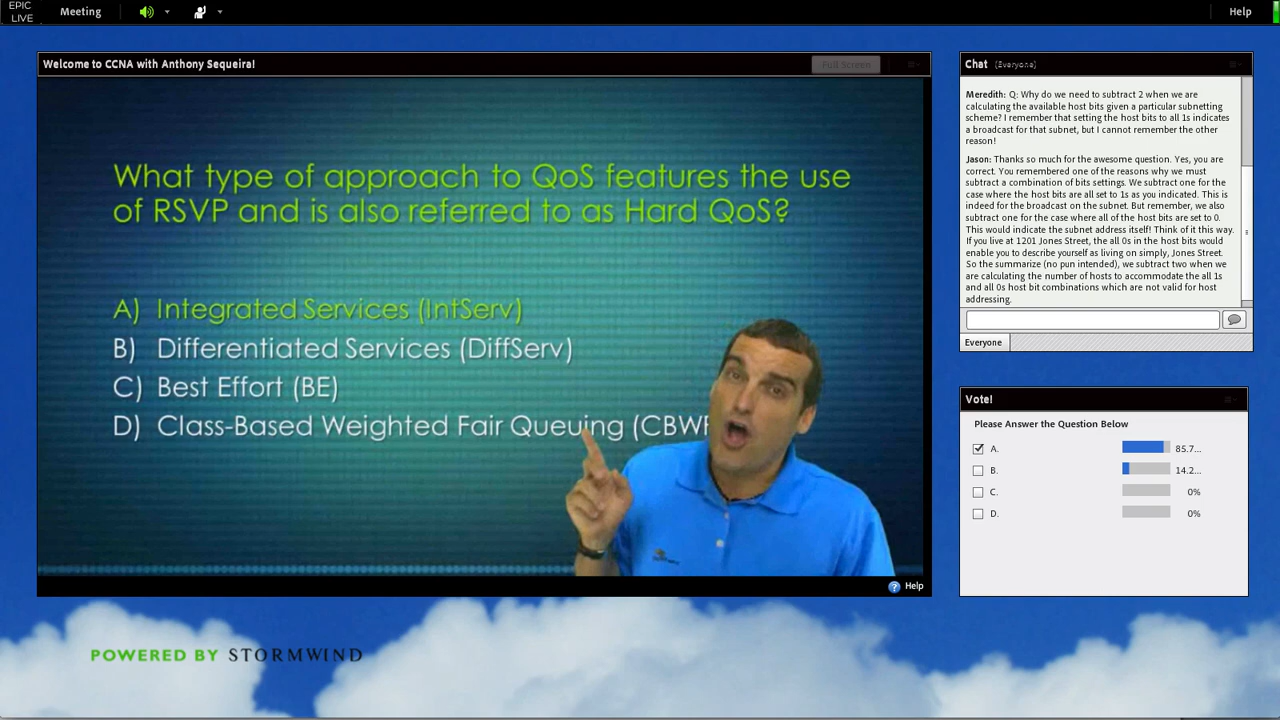 EPIC
LIVE
Meeting
Help
Welcome to CCNA with Anthony Sequeira!
Full Screen
What type of approach to QoS features the use
of RSVP and is also referred to as Hard QoS?
A) Integrated Services (IntServ)
B) Differentiated Services (DiffServ)
C) Best Effort (BE)
D) Class-Based Weighted Fair Queuing (CBWF
Help
POWERED BY STORMWIND
Chat (Everyone)
Meredith: Q: Why do we need to subtract 2 when we are
calculating the available host bits given a particular subnetting
scheme? I remember that setting the host bits to all 1s indicates
a broadcast for that subnet, but I cannot remember the other
reason!
Jason: Thanks so much for the awesome question. Yes, you are
correct. You remembered one of the reasons why we must
subtract a combination of bits settings. We subtract one for the
case where the host bits are all set to 1s as you indicated. This is
indeed for the broadcast on the subnet. But remember, we also
subtract one for the case where all of the host bits are set to 0.
This would indicate the subnet address itself! Think of it this way.
If you live at 1201 Jones Street, the all 0s in the host bits would
enable you to describe yourself as living on simply, Jones Street.
So the summarize (no pun intended), we subtract two when we
are calculating the number of hosts to accommodate the all 1s
and all 0s host bit combinations which are not valid for host
addressing.
Everyone
Vote!
Please Answer the Question Below
A. 85.7...
B. 14.2...
C. 0%
D. 0%